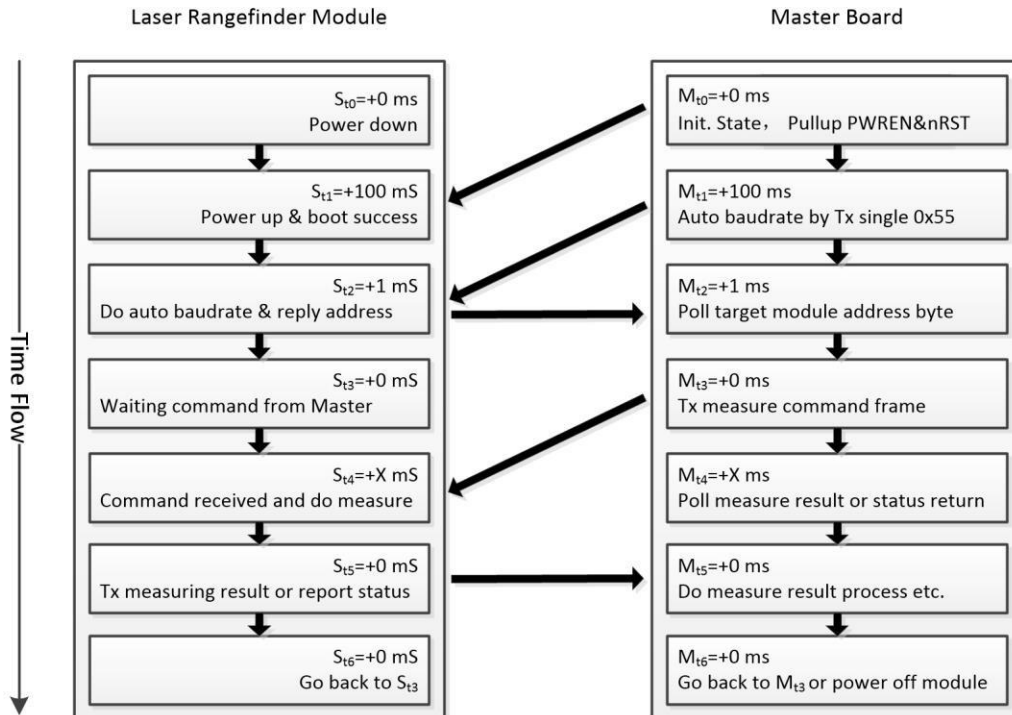 Laser Rangefinder Module
Master Board
Time Flow
St0=+0 ms
Power down
St1=+100 mS
Power up & boot success
St2=+1 mS
Do auto baudrate & reply address
St3=+0 mS
Waiting command from Master
St4=+X mS
Command received and do measure
St5=+0 mS
Tx measuring result or report status
St6=+0 mS
Go back to St3
Mt0=+0 ms
Init. State， Pullup PWREN&nRST
Mt1=+100 ms
Auto baudrate by Tx single 0x55
Mt2=+1 ms
Poll target module address byte
Mt3=+0 ms
Tx measure command frame
Mt4=+X ms
Poll measure result or status return
Mt5=+0 ms
Do measure result process etc.
Mt6=+0 ms
Go back to Mt3 or power off module